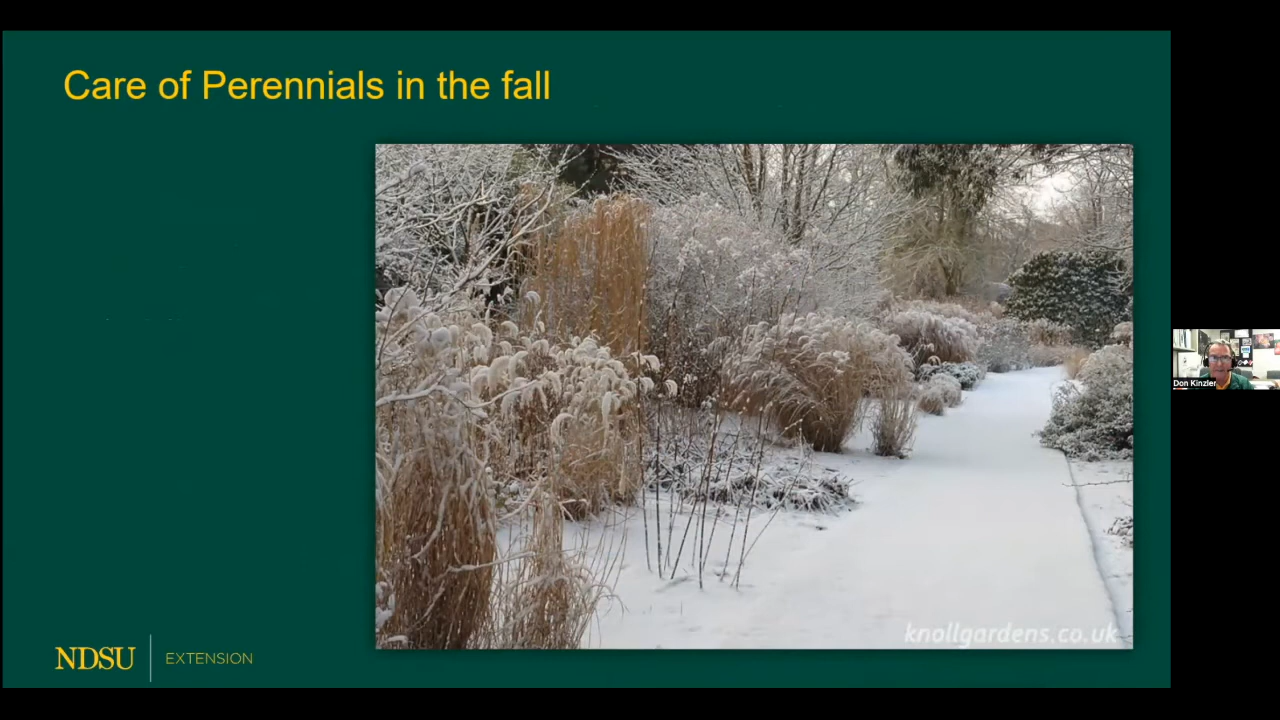 Care of Perennials in the fall
knollgardens.co.uk
Don Kinzler
NDSU EXTENSION